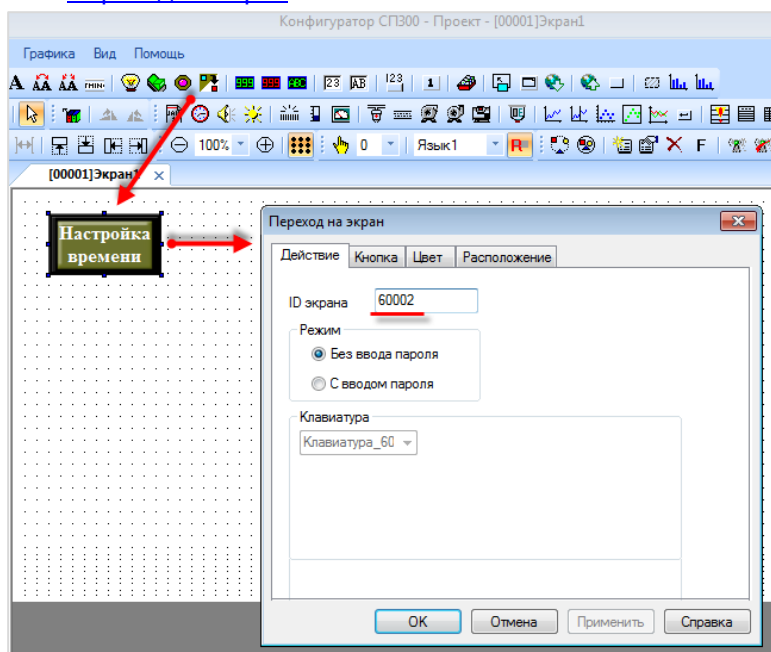 Конфигуратор СП300 - Проект - [00001]Экран1
Графика Вид Помощь
100% 0 Язык1 R F
[00001]Экран1
Настройка
времени
Переход на экран
Действие Кнопка Цвет Расположение
ID экрана 60002
Режим
Без ввода пароля
С вводом пароля
Клавиатура
Клавиатура_60
OK Отмена Применить Справка